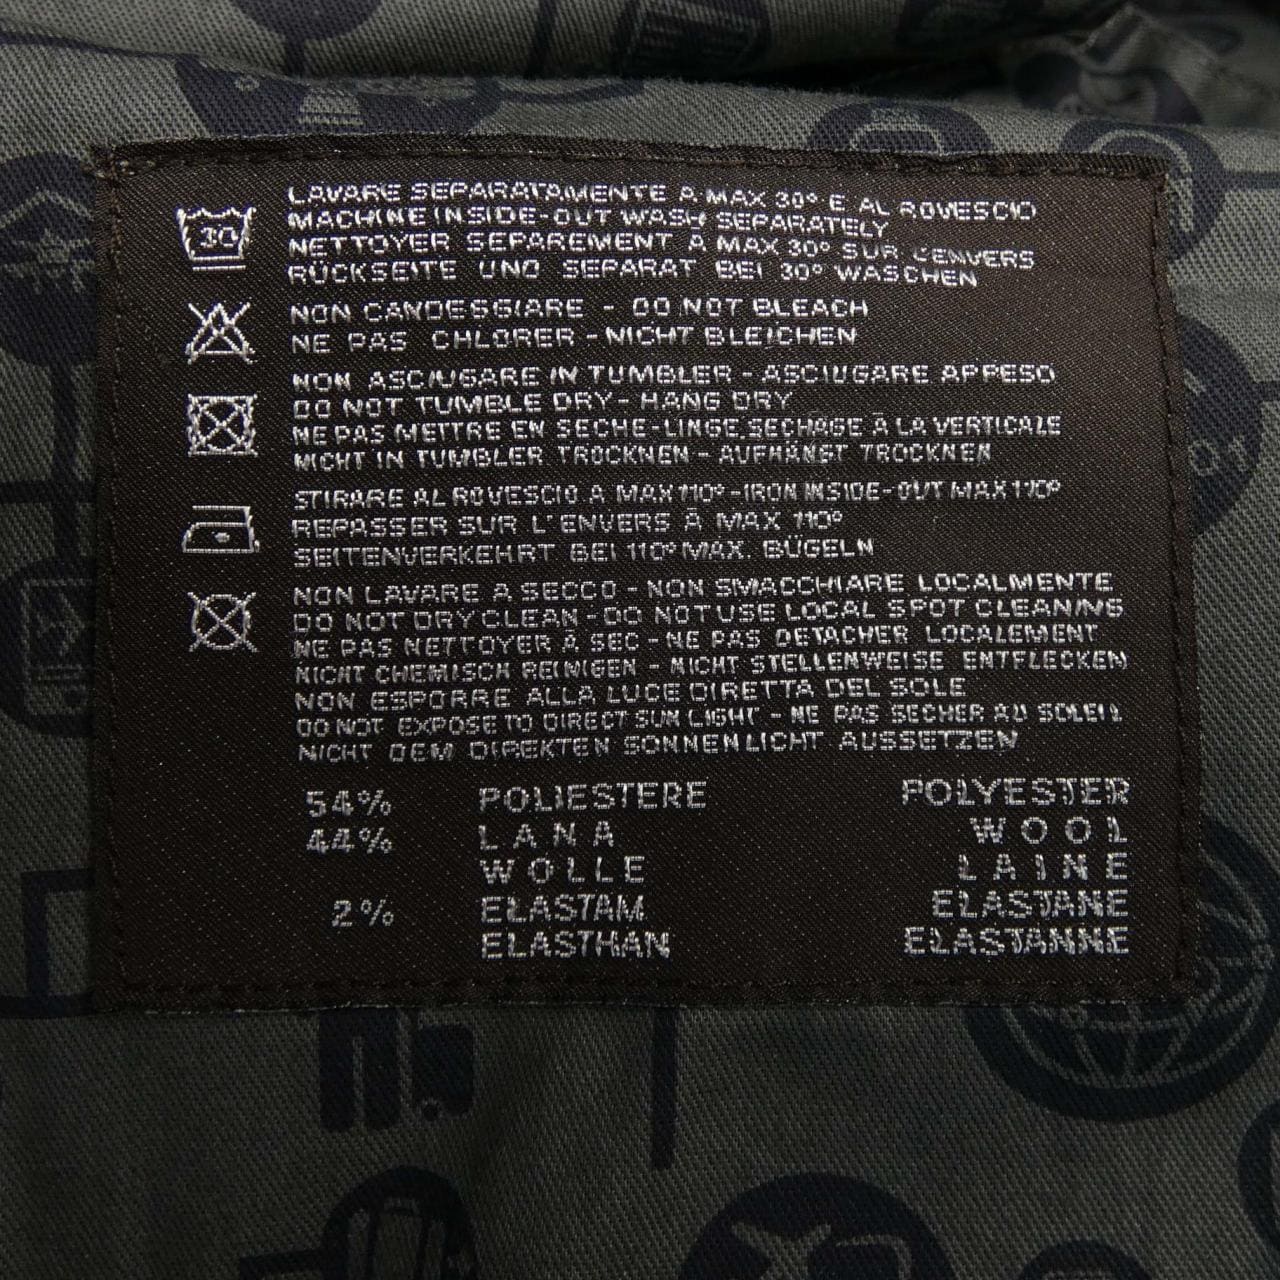 30
LAVARE SEPARATAMENTE A MAX 30° E AL ROVESCIO
MACHINE INSIDE-OUT WASH SEPARATELY
NETTOYER SEPAREMENT À MAX 30° SUR L'ENVERS
RÜCKSEITE UND SEPARAT BEI 30° WASCHEN
NON CANDEGGIARE - DO NOT BLEACH
NE PAS CHLORER - NICHT BLEICHEN
NON ASCIUGARE IN TUMBLER - ASCIUGARE APPESO
DO NOT TUMBLE DRY - HANG DRY
NE PAS METTRE EN SECHE-LINGE, SECHAGE À LA VERTICALE
NICHT IN TUMBLER TROCKNEN - AUFHÄNGT TROCKNEN
STIRARE AL ROVESCIO A MAX 110° - IRON INSIDE-OUT MAX 110°
REPASSER SUR L'ENVERS À MAX 110°
SEITENVERKEHRT BEI 110° MAX. BÜGELN
NON LAVARE A SECCO - NON SMACCHIARE LOCALMENTE
DO NOT DRY CLEAN - DO NOT USE LOCAL SPOT CLEANING
NE PAS NETTOYER À SEC - NE PAS DETACHER LOCALEMENT
NICHT CHEMISCH REINIGEN - NICHT STELLENWEISE ENTFLECKEN
NON ESPORRE ALLA LUCE DIRETTA DEL SOLE
DO NOT EXPOSE TO DIRECT SUN LIGHT - NE PAS SECHER AU SOLEIL
NICHT DEM DIREKTEN SONNENLICHT AUSSETZEN
54% POLIESTERE POLYESTER
44% LANA WOOL
WOLLE LAINE
2% ELASTAM ELASTANE
ELASTHAN ELASTANNE